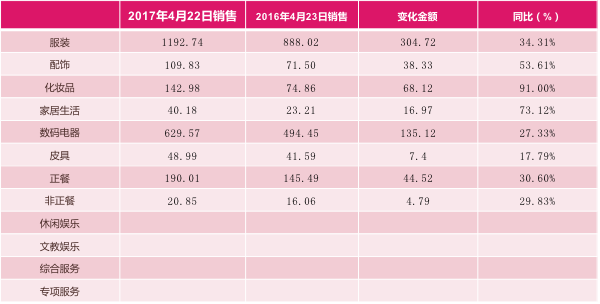 2017年4月22日销售 2016年4月23日销售 变化金额 同比（%）
服装 1192.74 888.02 304.72 34.31%
配饰 109.83 71.50 38.33 53.61%
化妆品 142.98 74.86 68.12 91.00%
家居生活 40.18 23.21 16.97 73.12%
数码电器 629.57 494.45 135.12 27.33%
皮具 48.99 41.59 7.4 17.79%
正餐 190.01 145.49 44.52 30.60%
非正餐 20.85 16.06 4.79 29.83%
休闲娱乐
文教娱乐
综合服务
专项服务